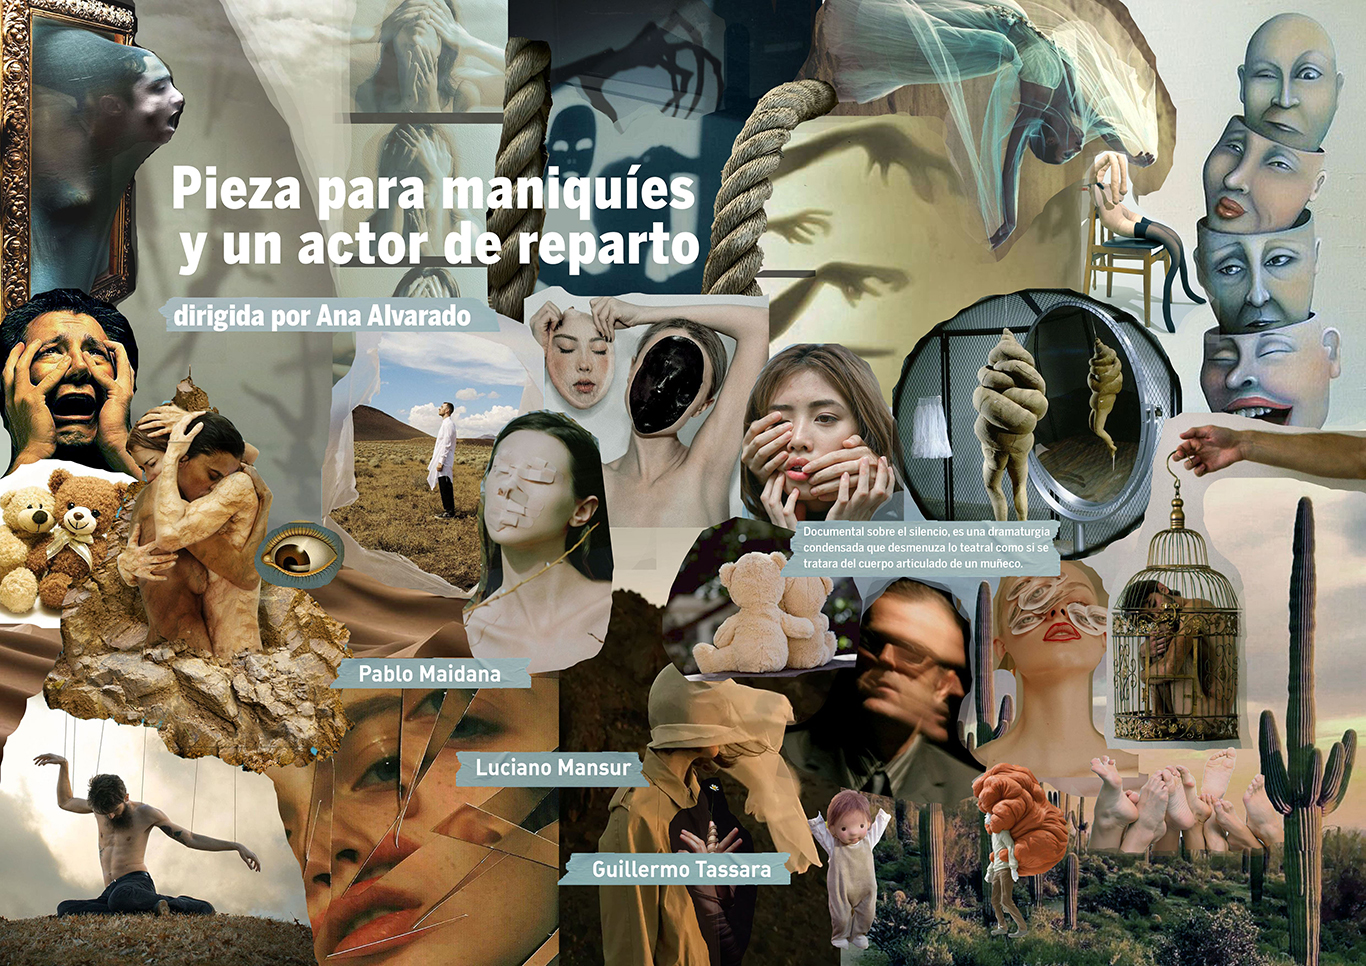 Pieza para maniquíes
y un actor de reparto
dirigida por Ana Alvarado
Documental sobre el silencio, es una dramaturgia
condensada que desmenuza lo teatral como si se
tratara del cuerpo articulado de un muñeco.
Pablo Maidana
Luciano Mansur
Guillermo Tassara